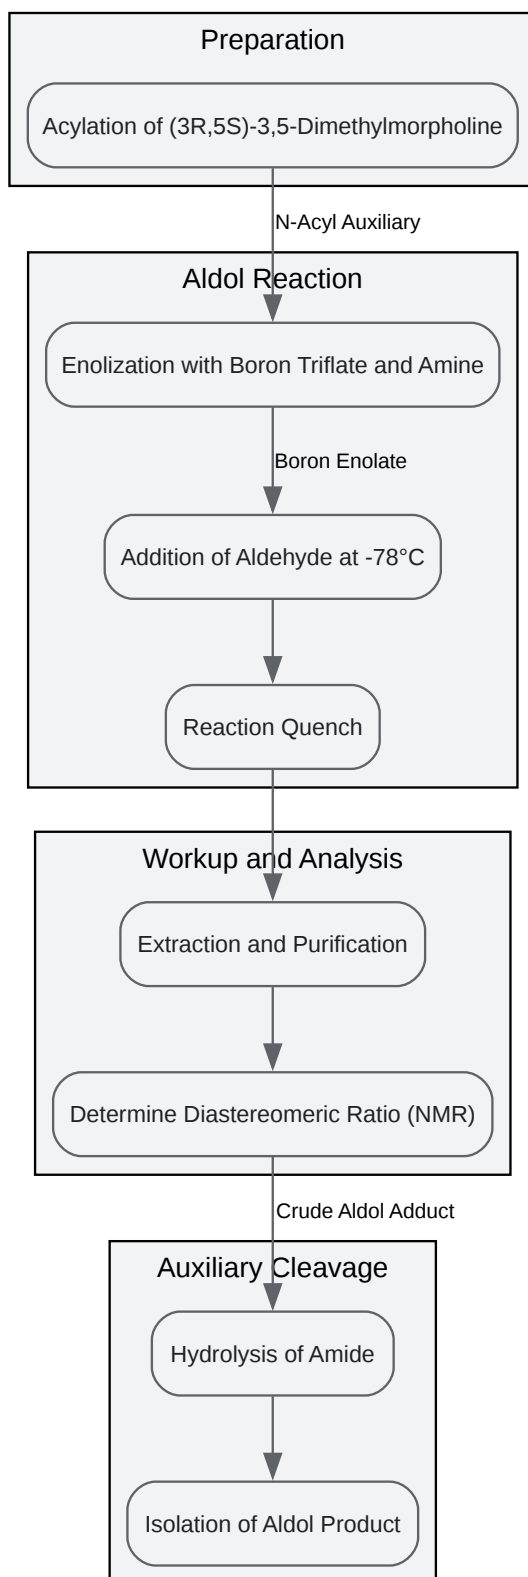 Preparation
Acylation of (3R,5S)-3,5-Dimethylmorpholine
N-Acyl Auxiliary
Aldol Reaction
Enolization with Boron Triflate and Amine
Boron Enolate
Addition of Aldehyde at -78°C
Reaction Quench
Workup and Analysis
Extraction and Purification
Determine Diastereomeric Ratio (NMR)
Crude Aldol Adduct
Auxiliary Cleavage
Hydrolysis of Amide
Isolation of Aldol Product